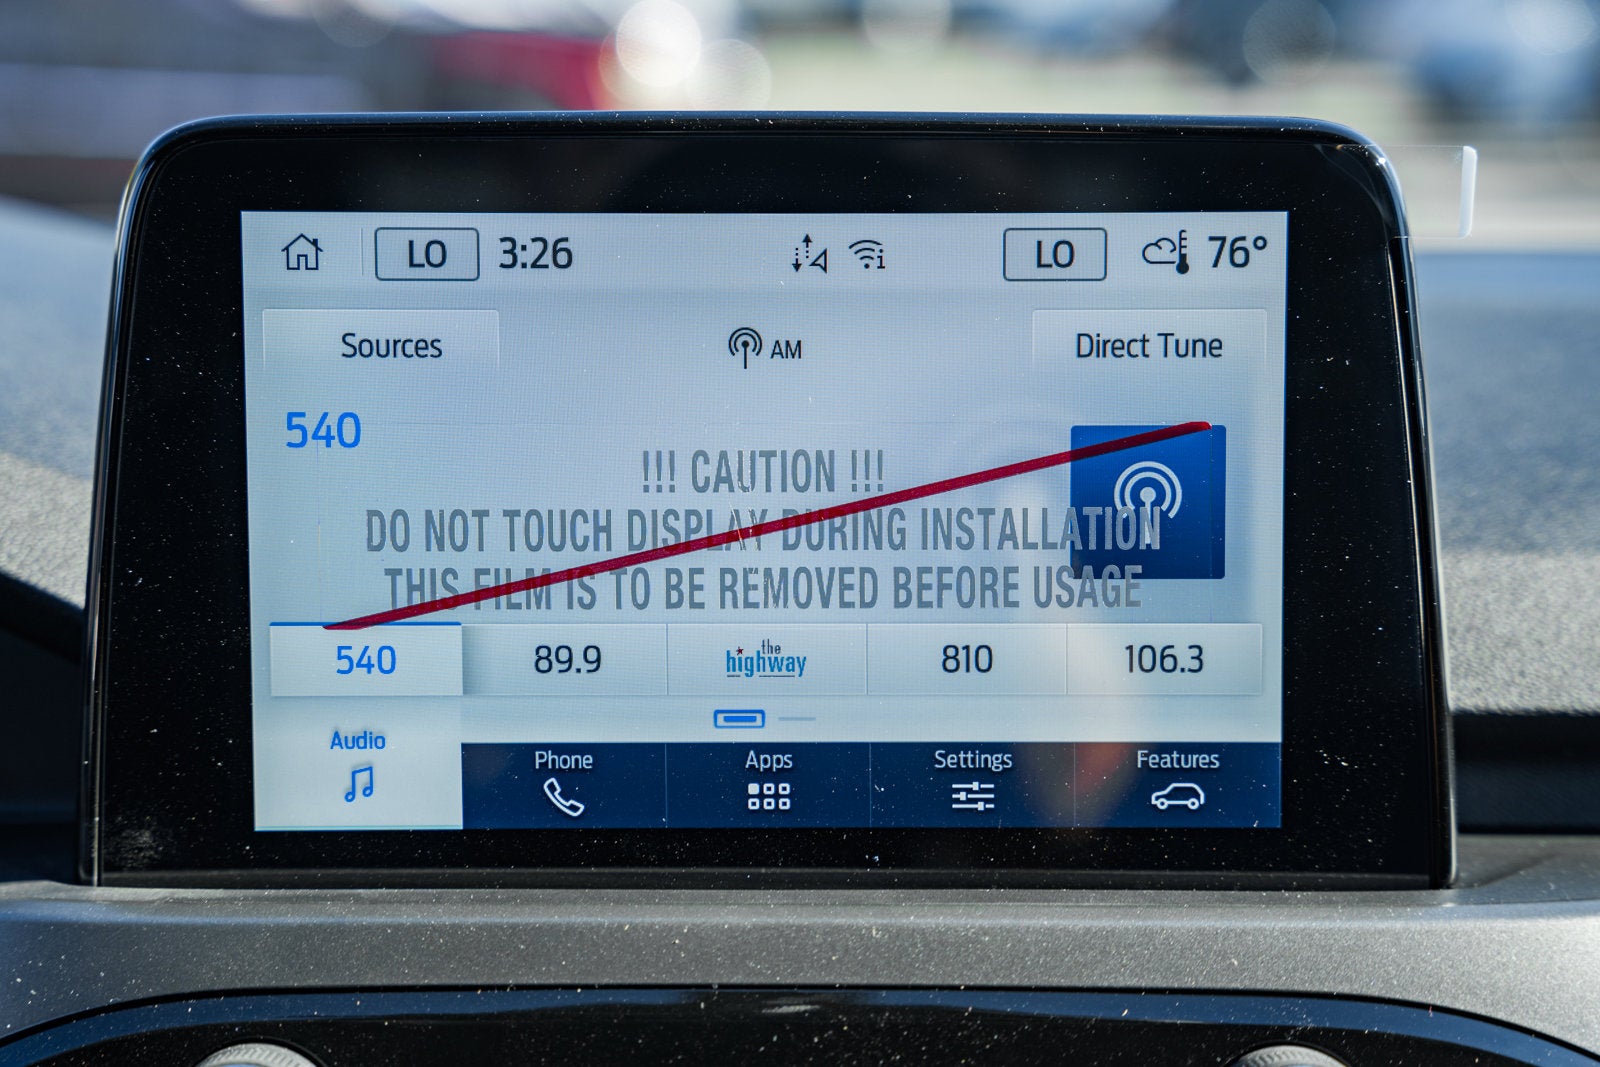 LO 3:26 LO 76°
Sources AM Direct Tune
540
!!! CAUTION !!!
DO NOT TOUCH DISPLAY DURING INSTALLATION
THIS FILM IS TO BE REMOVED BEFORE USAGE
540 89.9 the highway 810 106.3
Audio Phone Apps Settings Features